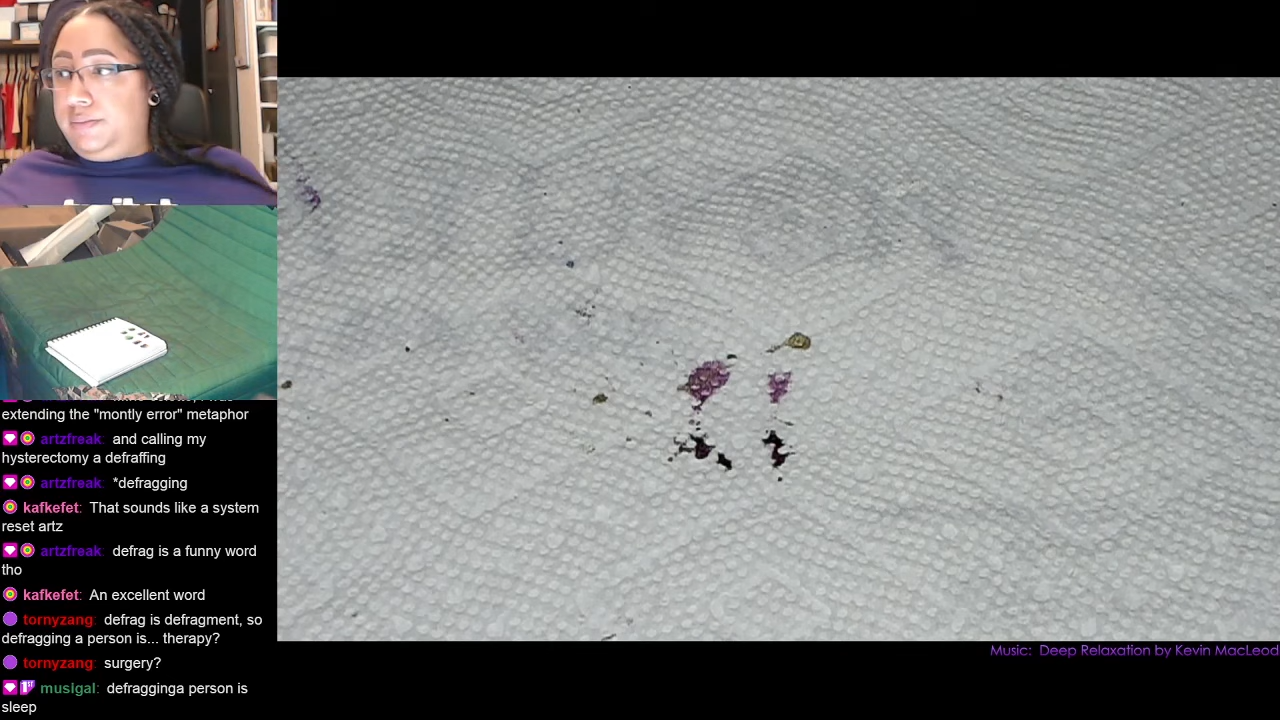 extending the "montly error" metaphor
artzfreak: and calling my
hysterectomy a defraffing
artzfreak: *defragging
kafkefet: That sounds like a system
reset artz
artzfreak: defrag is a funny word
tho
kafkefet: An excellent word
tornyzang: defrag is defragment, so
defragging a person is... therapy?
tornyzang: surgery?
muslgal: defragginga person is
sleep
Music: Deep Relaxation by Kevin MacLeod